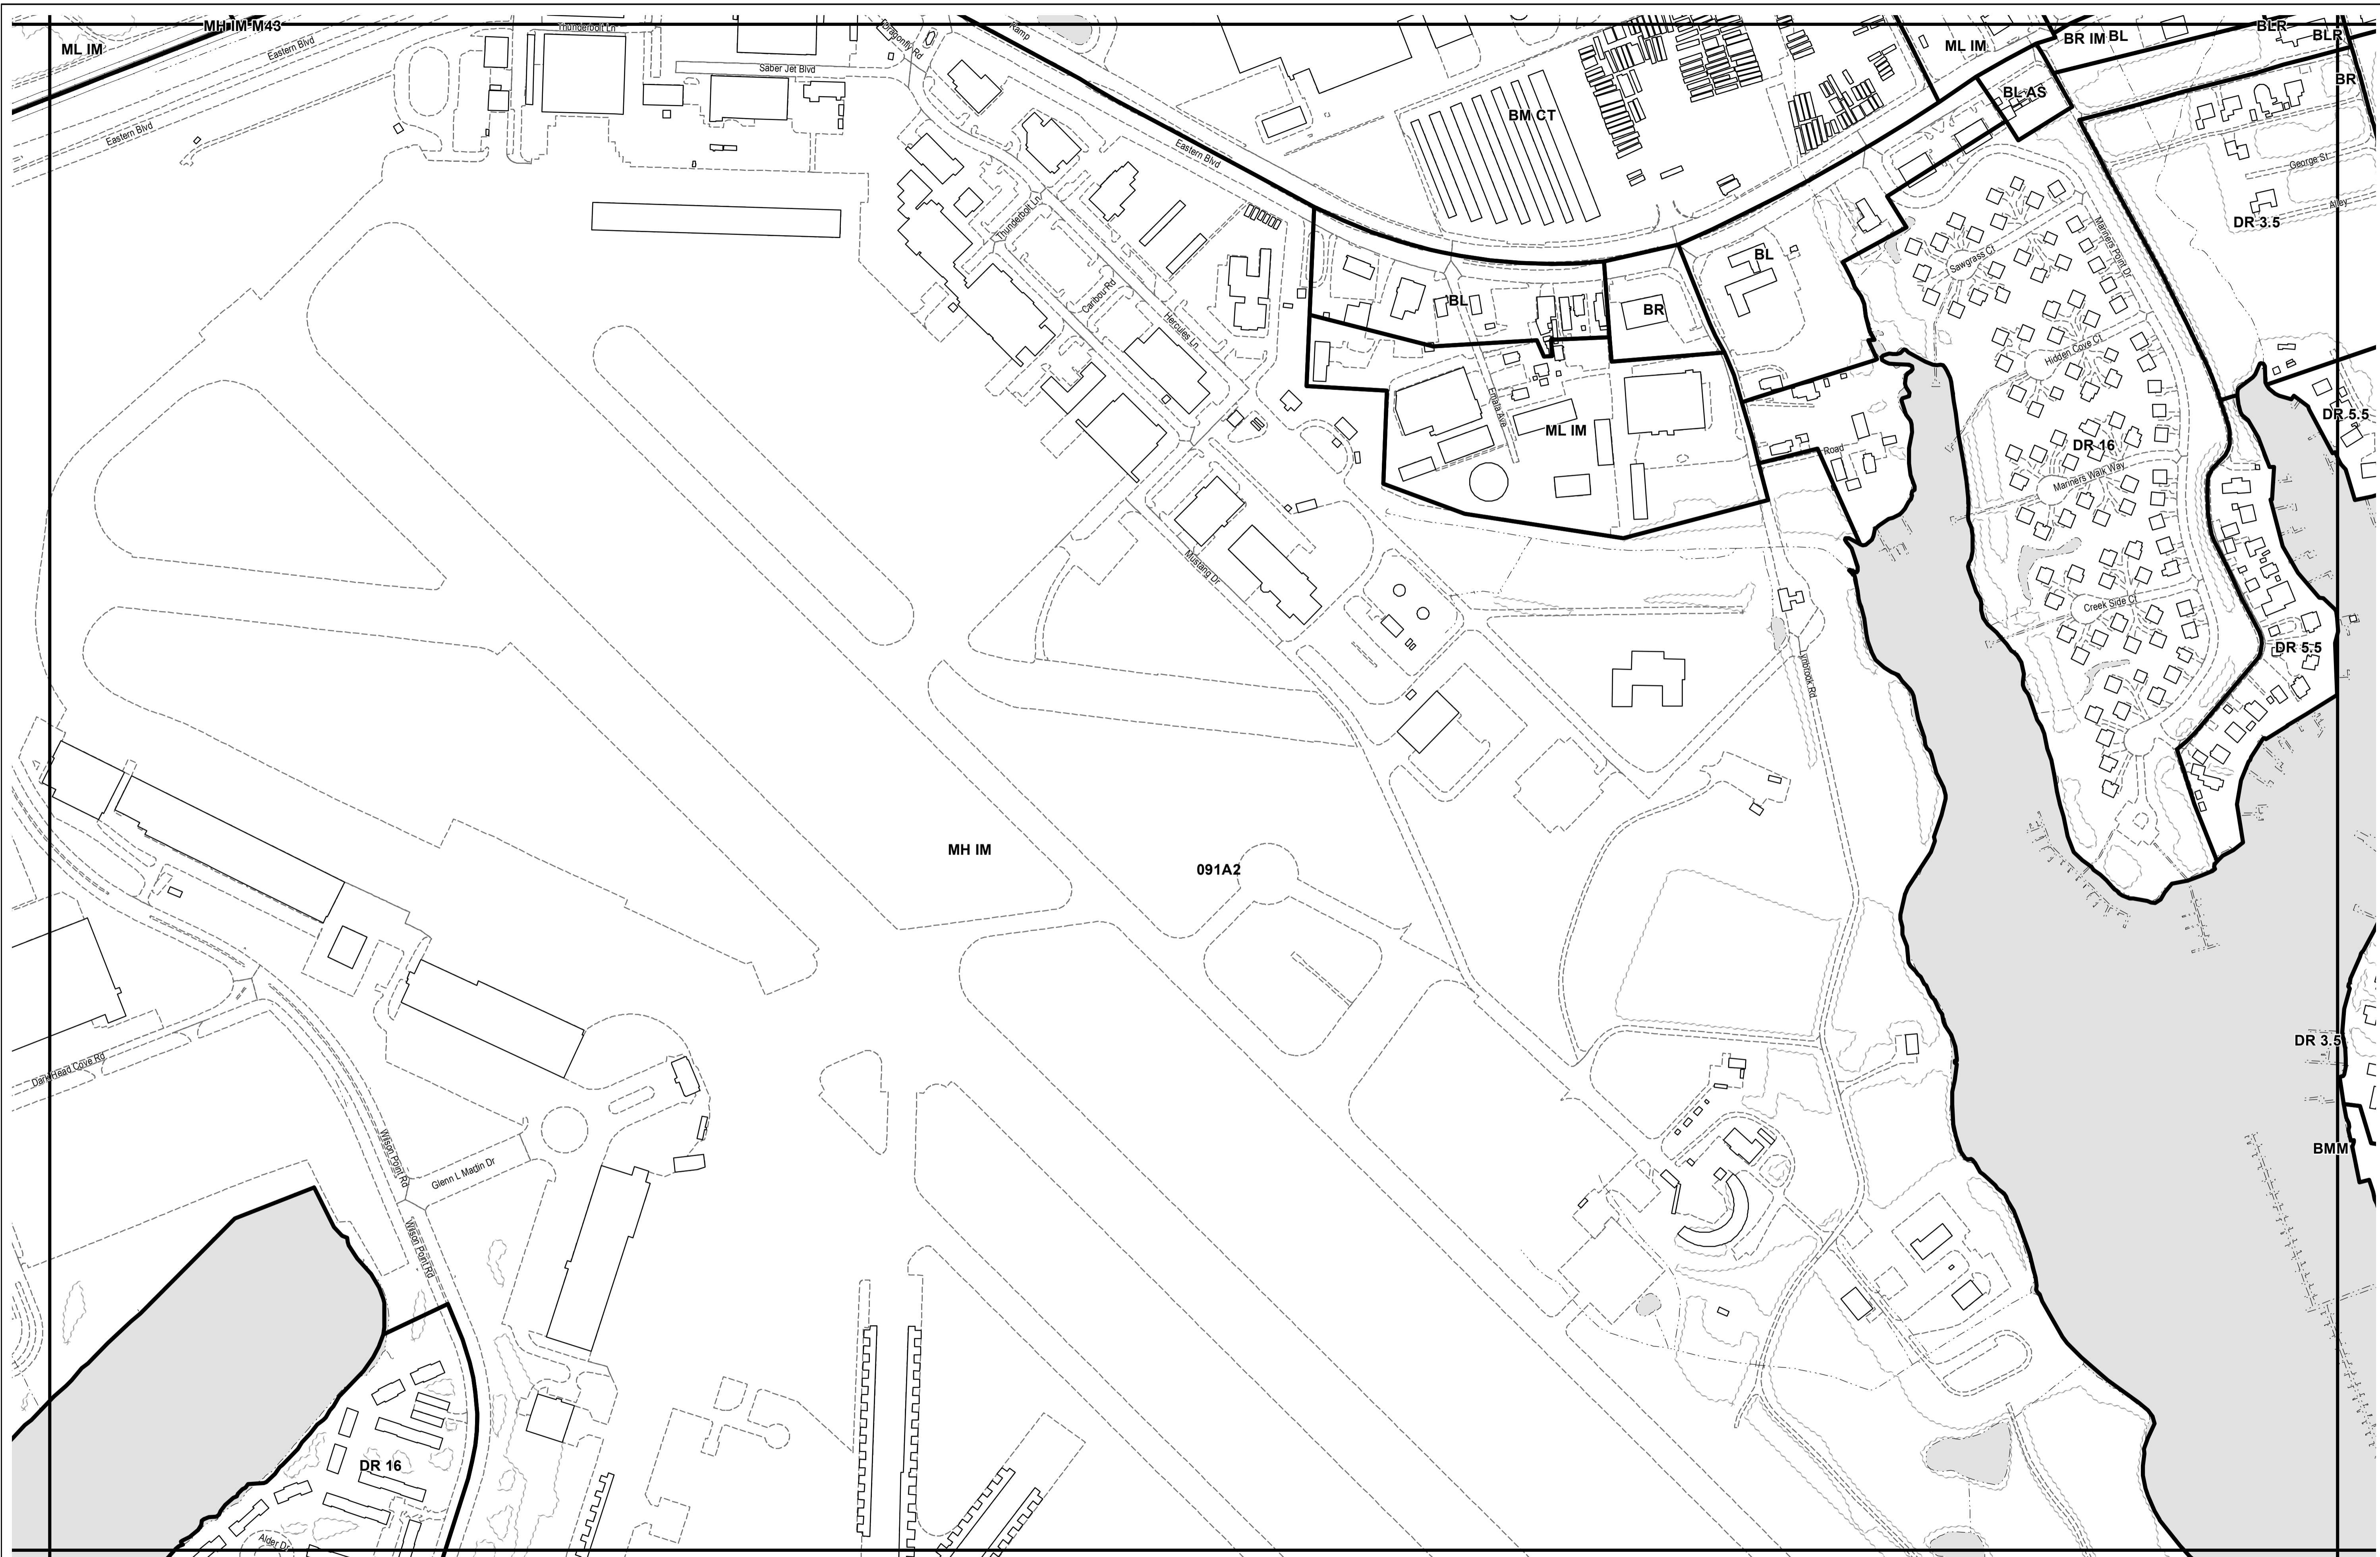 MH IM M43
ML IM
Eastern Blvd
Eastern Blvd
Thunderbolt Ln
Saber Jet Blvd
Dragonfly Rd
Ramp
Eastern Blvd
BM CT
ML IM
BR IM
BL
BLR
BLR
BR
BL AS
George St
Alley
DR 3.5
Thunderbolt Ln
Caribou Rd
Hercules Ln
BL
BL
BR
Sawgrass Ct
Mariners Point Dr
Hidden Cove Ct
Emala Ave
ML IM
Road
DR 16
Mariners Walk Way
DR 5.5
Mustang Dr
Creek Side Ct
DR 5.5
Lynbrook Rd
MH IM
091A2
Dark Head Cove Rd
DR 3.5
Wilson Point Rd
Glenn L Martin Dr
BMM
Wilson Point Rd
DR 16
Alder Dr